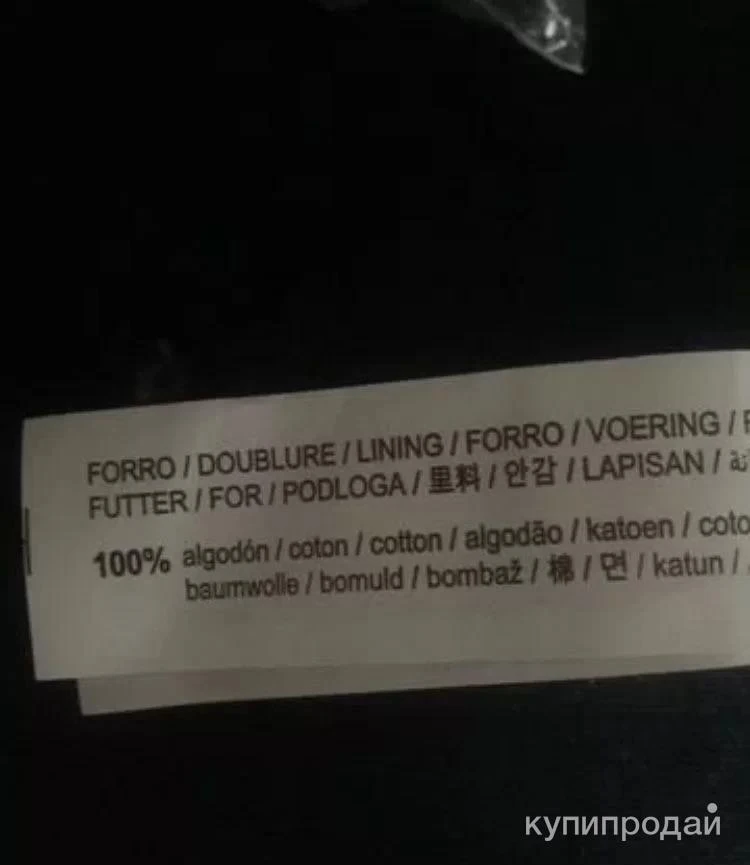 FORRO / DOUBLURE / LINING / FORRO / VOERING /
FUTTER / FOR / PODLOGA / 里料 / 안감 / LAPISAN /
100% algodón / coton / cotton / algodão / katoen /
baumwolle / bomuld / bombaž / 棉 / 면 / katun /
купипродай